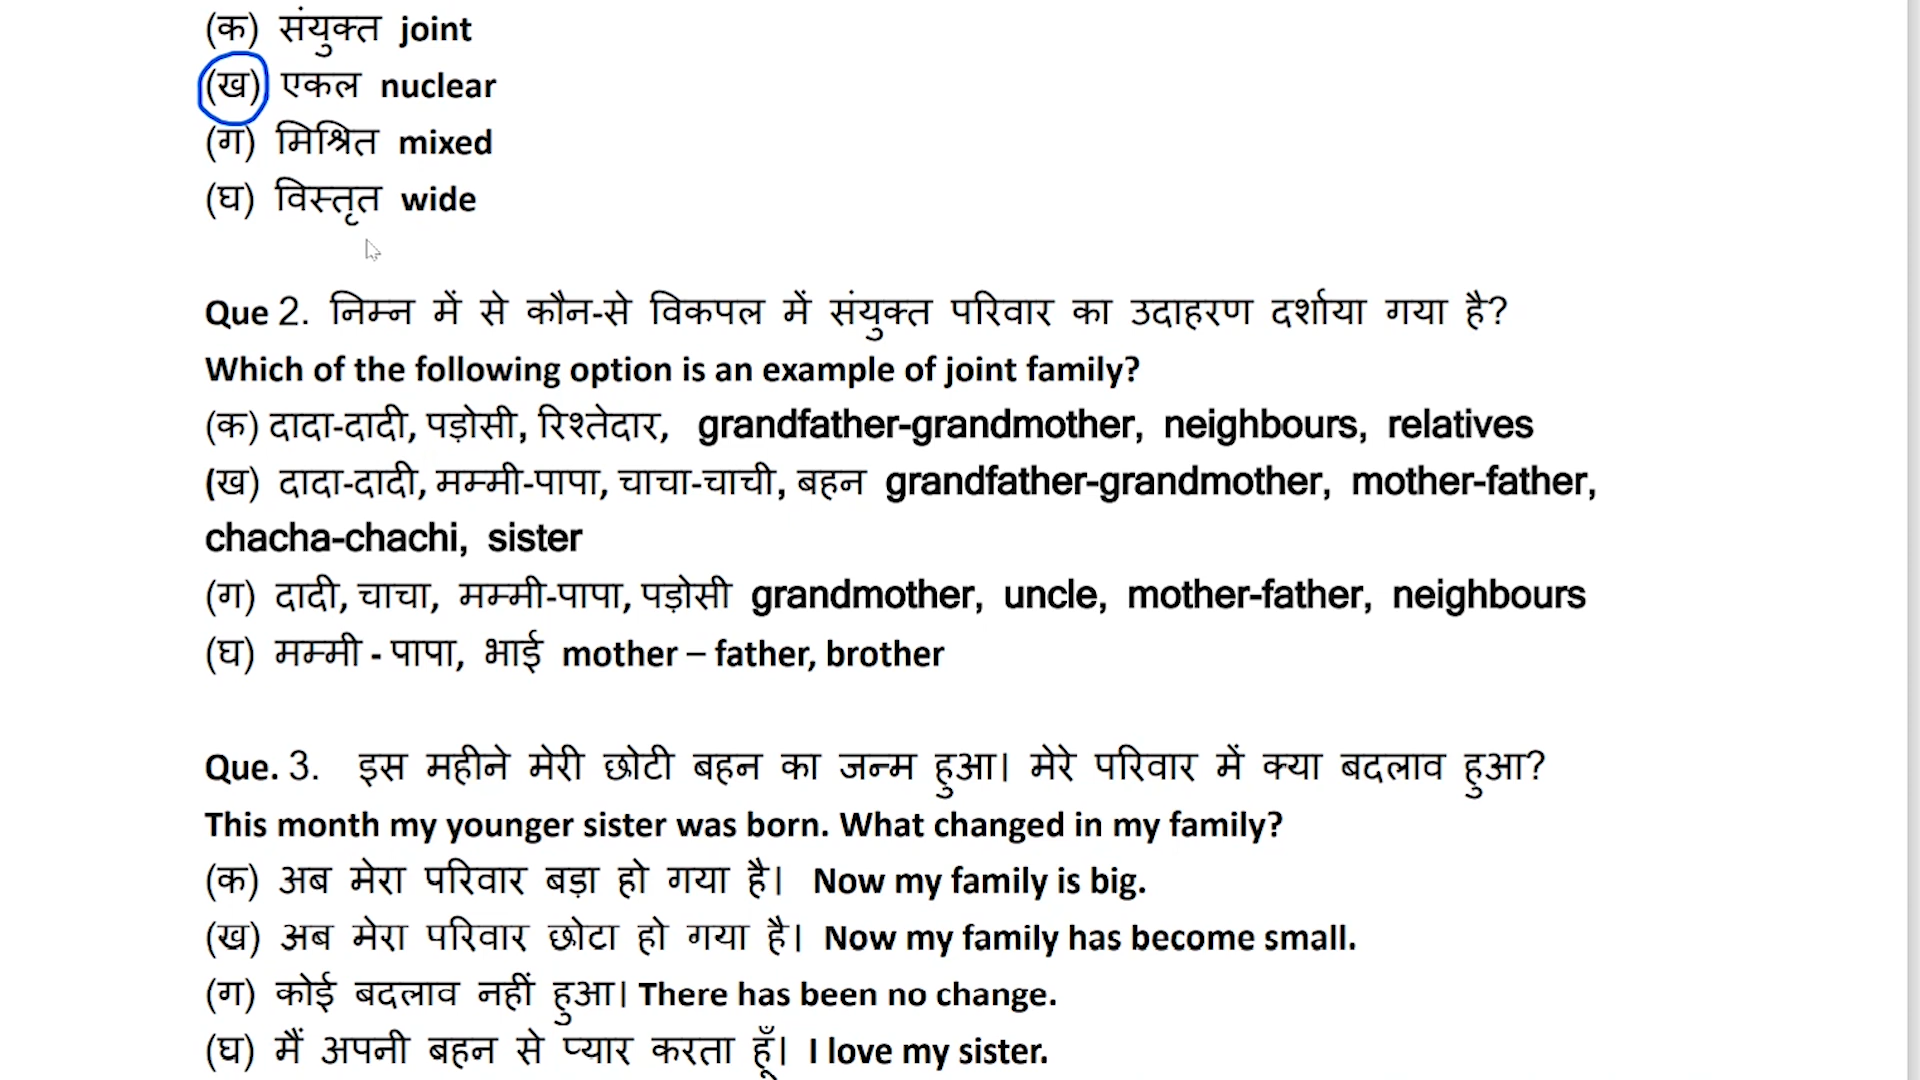 (क) संयुक्त joint
(ख) एकल nuclear
(ग) मिश्रित mixed
(घ) विस्तृत wide
Que 2. निम्न में से कौन-से विकपल में संयुक्त परिवार का उदाहरण दर्शाया गया है?
Which of the following option is an example of joint family?
(क) दादा-दादी, पड़ोसी, रिश्तेदार, grandfather-grandmother, neighbours, relatives
(ख) दादा-दादी, मम्मी-पापा, चाचा-चाची, बहन grandfather-grandmother, mother-father,
chacha-chachi, sister
(ग) दादी, चाचा, मम्मी-पापा, पड़ोसी grandmother, uncle, mother-father, neighbours
(घ) मम्मी - पापा, भाई mother – father, brother
Que. 3. इस महीने मेरी छोटी बहन का जन्म हुआ। मेरे परिवार में क्या बदलाव हुआ?
This month my younger sister was born. What changed in my family?
(क) अब मेरा परिवार बड़ा हो गया है। Now my family is big.
(ख) अब मेरा परिवार छोटा हो गया है। Now my family has become small.
(ग) कोई बदलाव नहीं हुआ। There has been no change.
(घ) मैं अपनी बहन से प्यार करता हूँ। I love my sister.